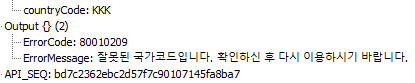 countryCode: KKK
Output {} (2)
ErrorCode: 80010209
ErrorMessage: 잘못된 국가코드입니다. 확인하신 후 다시 이용하시기 바랍니다.
API_SEQ: bd7c2362ebc2d57f7c90107145fa8ba7